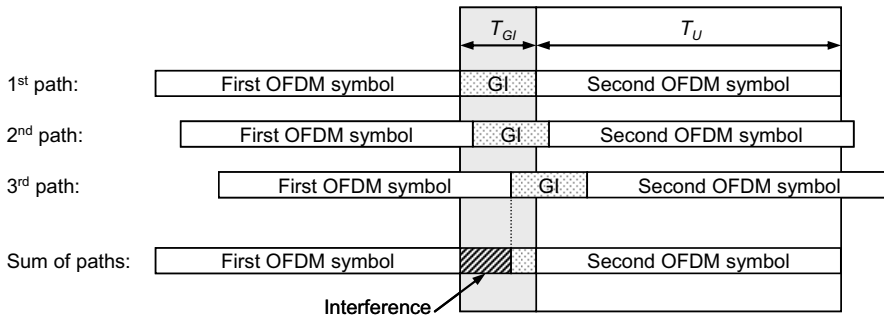 T_GI T_U
1st path: First OFDM symbol GI Second OFDM symbol
2nd path: First OFDM symbol GI Second OFDM symbol
3rd path: First OFDM symbol GI Second OFDM symbol
Sum of paths: First OFDM symbol Second OFDM symbol
Interference